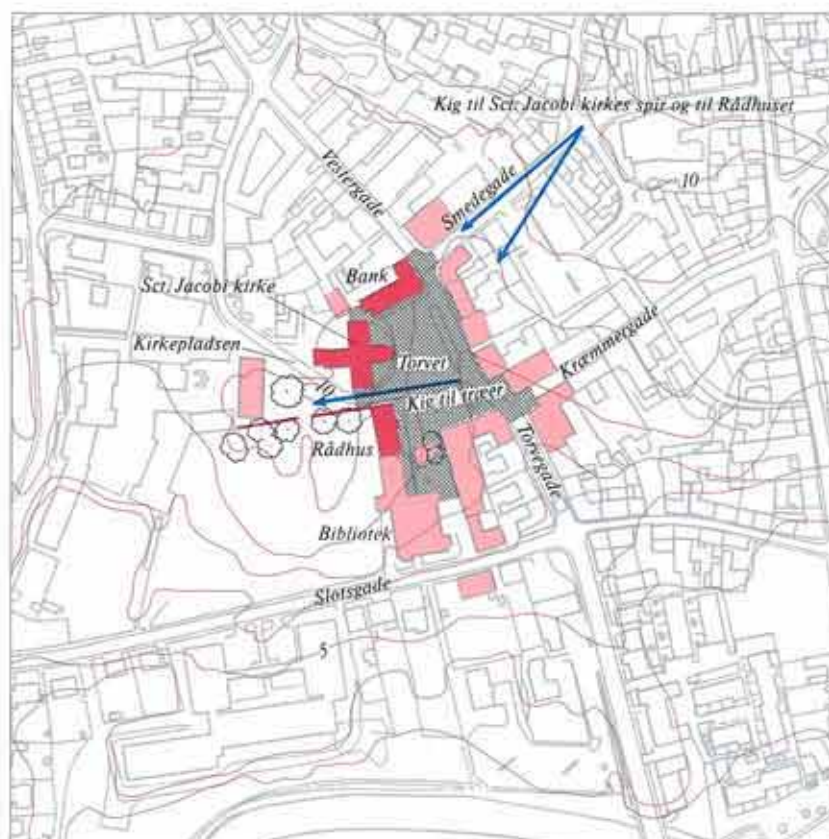 Kig til Sct. Jacobi kirkes spir og til Rådhuset
Vestergade
Smedegade
10
Bank
Sct. Jacobi kirke
Kirkepladsen
Kræmmergade
Torvet
10
Kig til træer
Rådhus
Torvegade
Bibliotek
Slotsgade
5